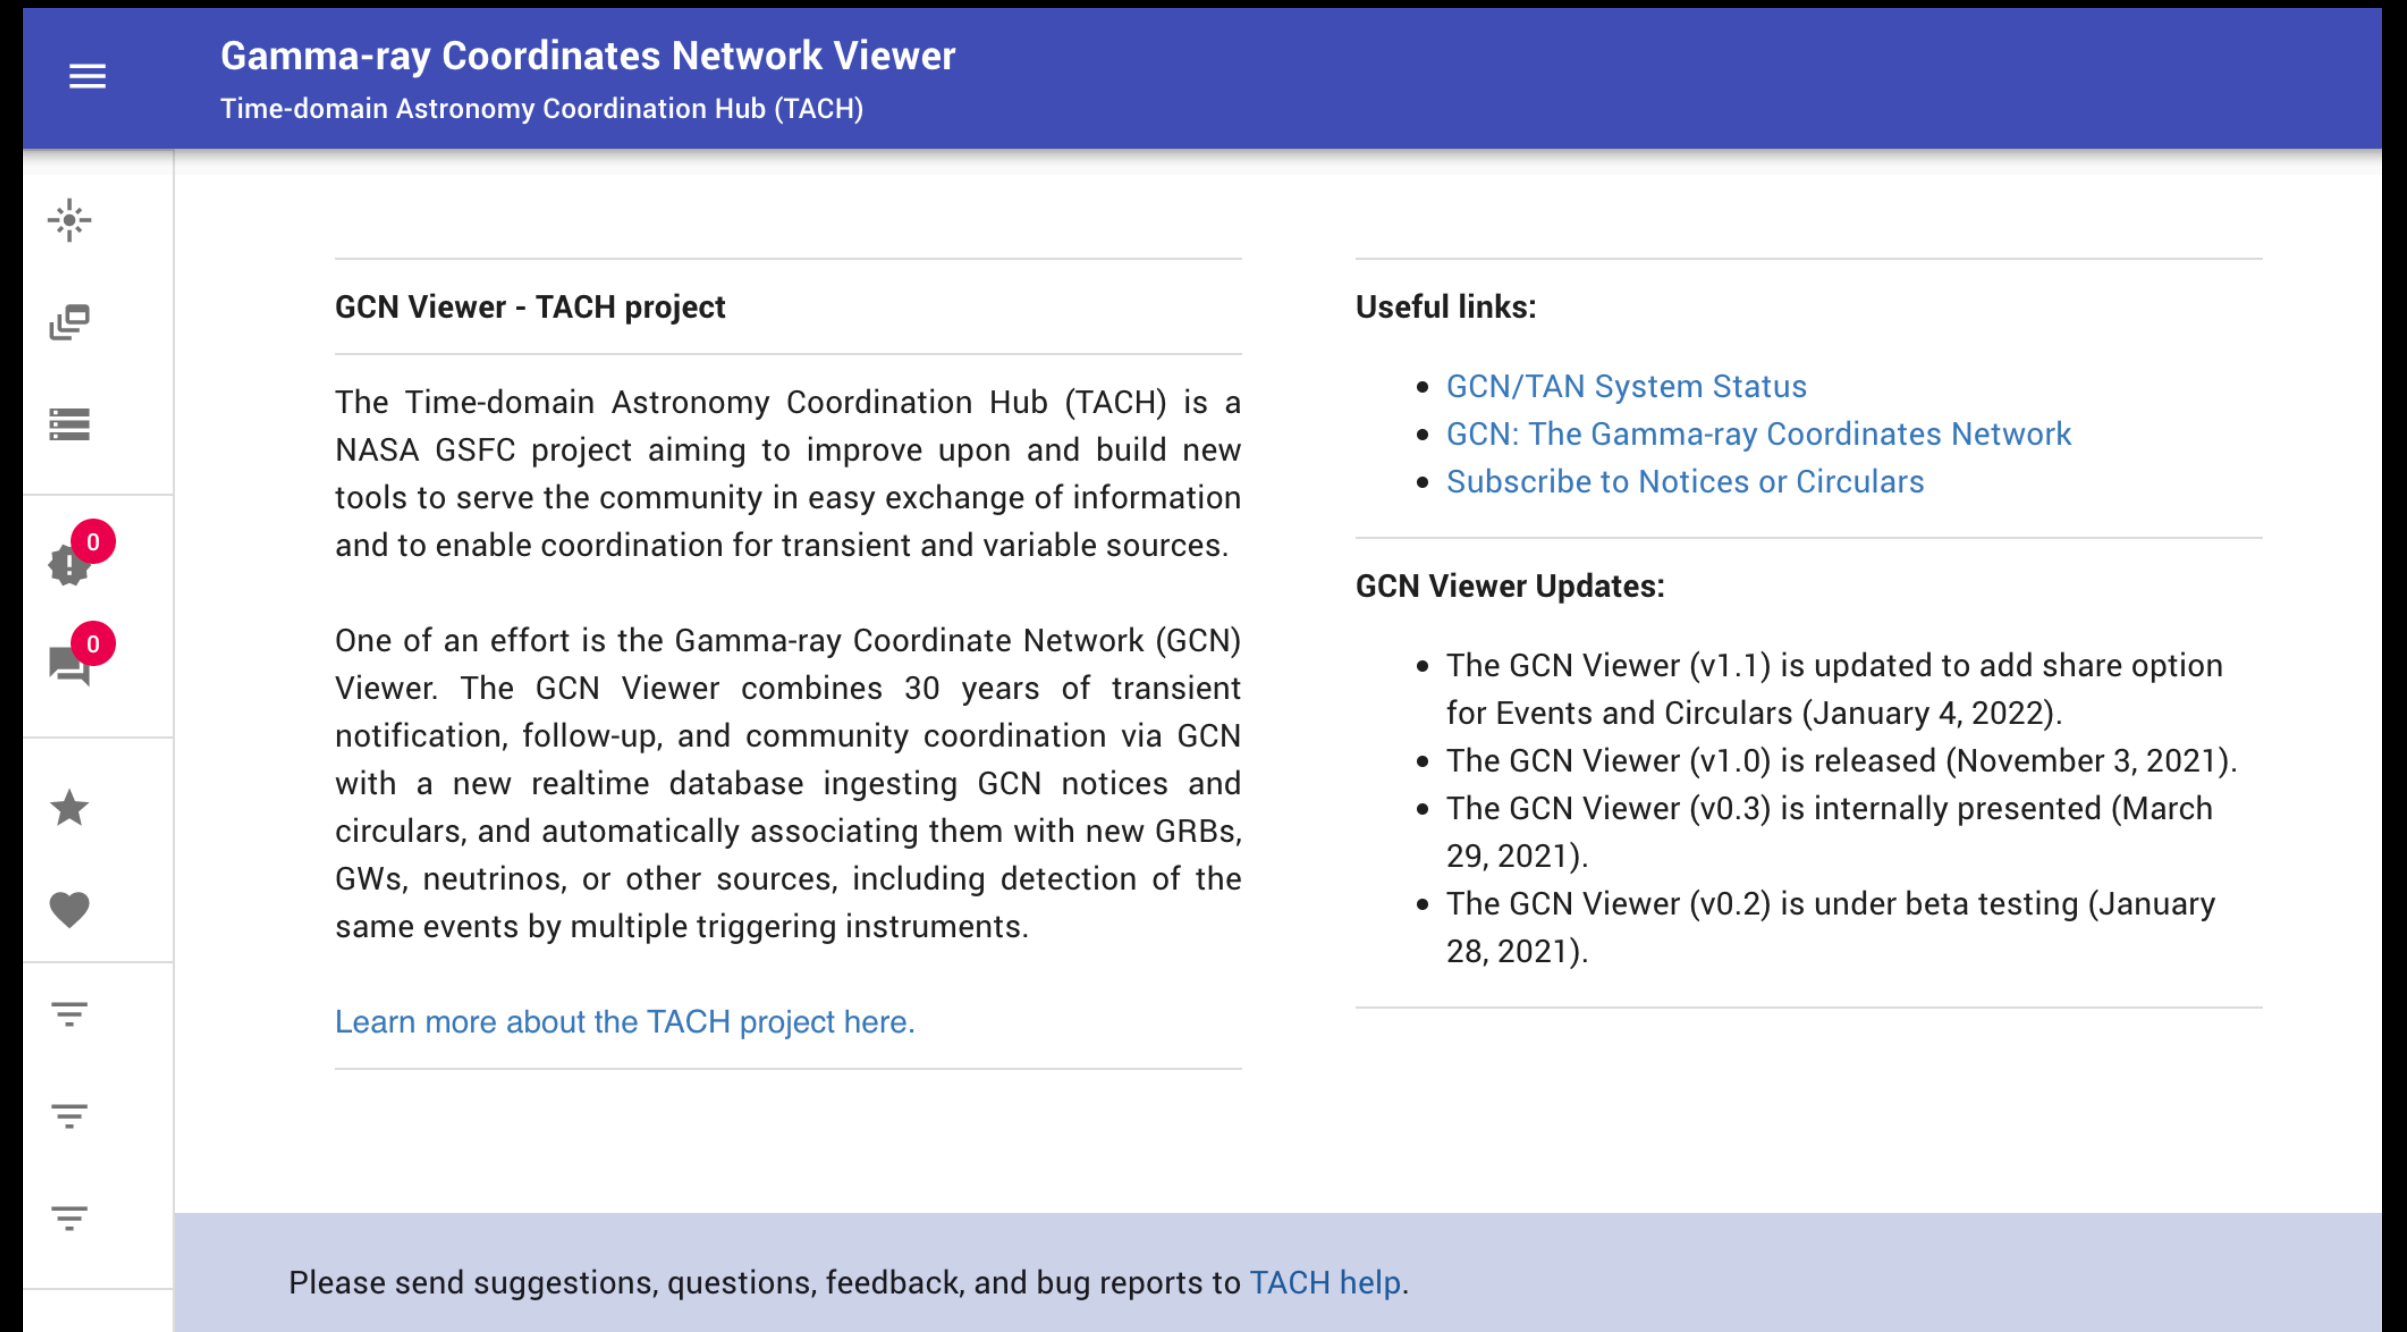 Gamma-ray Coordinates Network Viewer
Time-domain Astronomy Coordination Hub (TACH)
GCN Viewer - TACH project
The Time-domain Astronomy Coordination Hub (TACH) is a
NASA GSFC project aiming to improve upon and build new
tools to serve the community in easy exchange of information
and to enable coordination for transient and variable sources.
One of an effort is the Gamma-ray Coordinate Network (GCN)
Viewer. The GCN Viewer combines 30 years of transient
notification, follow-up, and community coordination via GCN
with a new realtime database ingesting GCN notices and
circulars, and automatically associating them with new GRBs,
GWs, neutrinos, or other sources, including detection of the
same events by multiple triggering instruments.
Learn more about the TACH project here.
Useful links:
• GCN/TAN System Status
• GCN: The Gamma-ray Coordinates Network
• Subscribe to Notices or Circulars
GCN Viewer Updates:
• The GCN Viewer (v1.1) is updated to add share option
for Events and Circulars (January 4, 2022).
• The GCN Viewer (v1.0) is released (November 3, 2021).
• The GCN Viewer (v0.3) is internally presented (March
29, 2021).
• The GCN Viewer (v0.2) is under beta testing (January
28, 2021).
0
0
Please send suggestions, questions, feedback, and bug reports to TACH help.